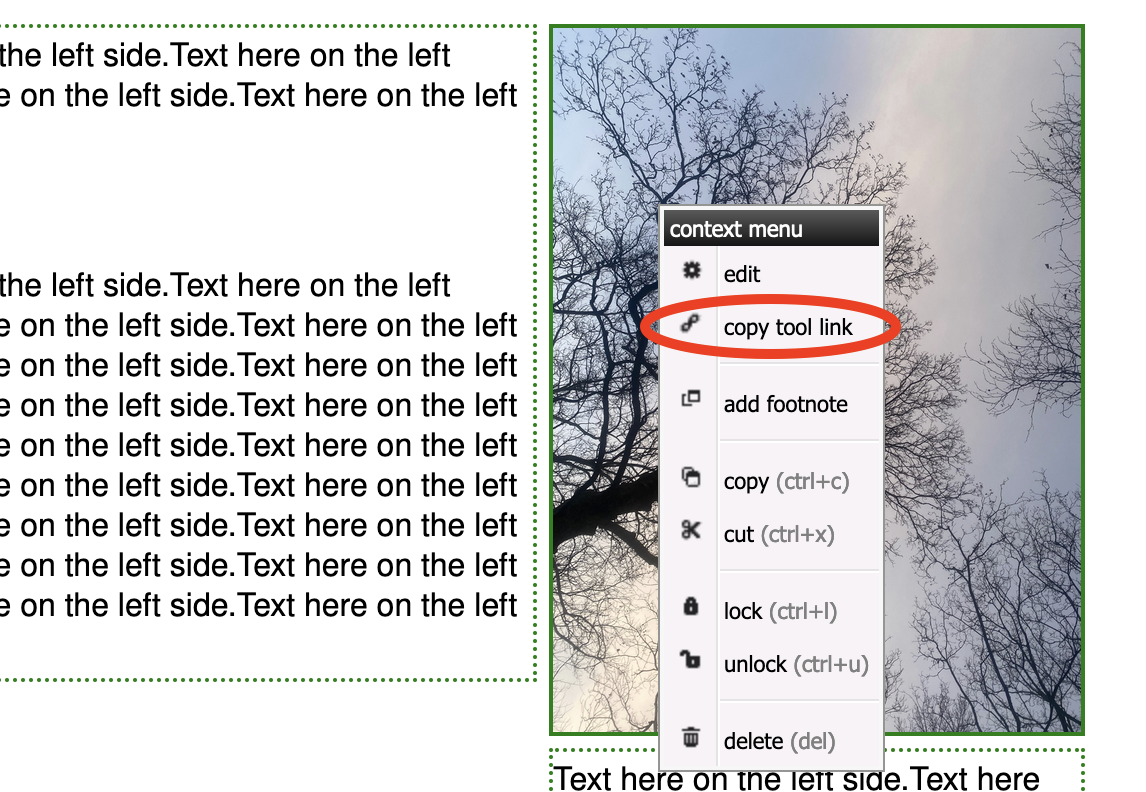 the left side.Text here on the left
e on the left side.Text here on the left
the left side.Text here on the left
e on the left side.Text here on the left
e on the left side.Text here on the left
e on the left side.Text here on the left
e on the left side.Text here on the left
e on the left side.Text here on the left
e on the left side.Text here on the left
e on the left side.Text here on the left
e on the left side.Text here on the left
context menu
edit
copy tool link
add footnote
copy (ctrl+c)
cut (ctrl+x)
lock (ctrl+l)
unlock (ctrl+u)
delete (del)
Text here on the left side.Text here